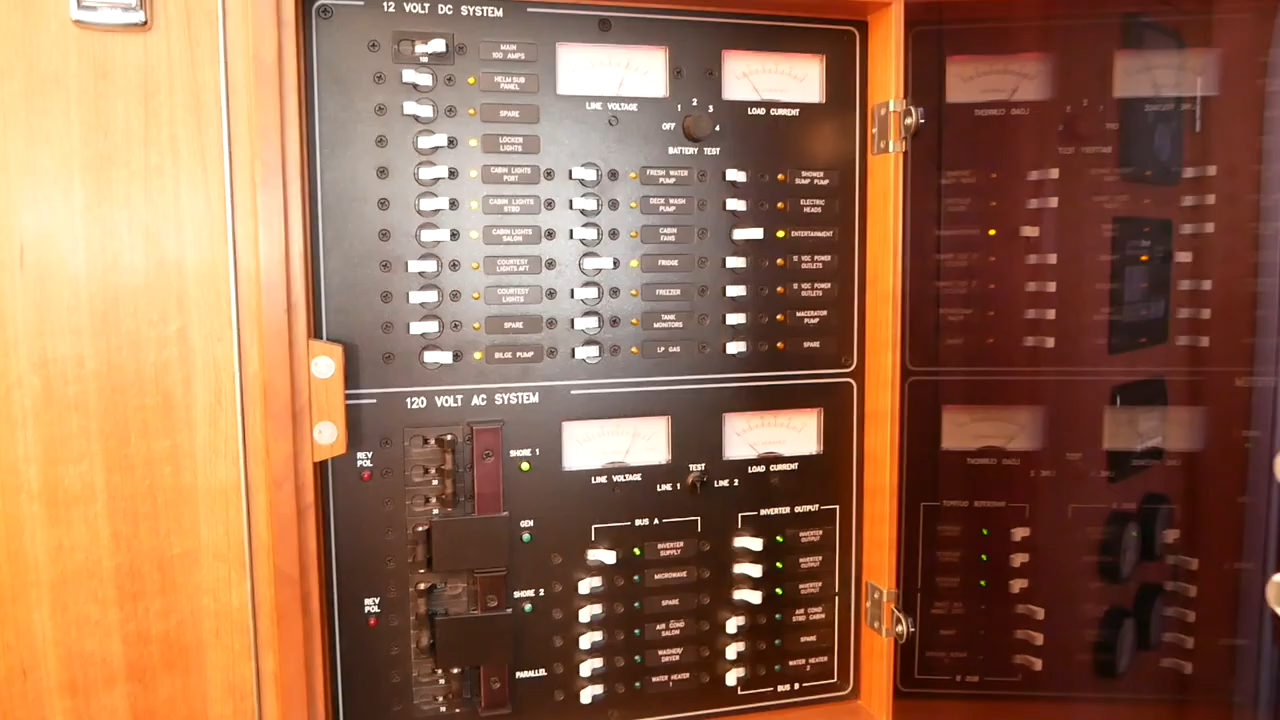 12 VOLT DC SYSTEM
MAIN
100 AMPS
100
HELM SUB
PANEL
SPARE
LOCKER
LIGHTS
CABIN LIGHTS
PORT
CABIN LIGHTS
STBD
CABIN LIGHTS
SALON
COURTESY
LIGHTS AFT
COURTESY
LIGHTS
SPARE
BILGE PUMP
LINE VOLTAGE
LOAD CURRENT
OFF 1 2 3 4
BATTERY TEST
FRESH WATER
PUMP
DECK WASH
PUMP
CABIN
FANS
FRIDGE
FREEZER
TANK
MONITORS
LP GAS
SHOWER
SUMP PUMP
ELECTRIC
HEADS
ENTERTAINMENT
12 VDC POWER
OUTLETS
12 VDC POWER
OUTLETS
MACERATOR
PUMP
SPARE
120 VOLT AC SYSTEM
REV
POL
SHORE 1
GEN
REV
POL
SHORE 2
PARALLEL
LINE VOLTAGE
LOAD CURRENT
TEST
LINE 1 LINE 2
BUS A
INVERTER
SUPPLY
MICROWAVE
SPARE
AIR COND
SALON
WASHER/
DRYER
WATER HEATER
1
INVERTER OUTPUT
INVERTER
OUTPUT
INVERTER
OUTPUT
INVERTER
OUTPUT
AIR COND
STBD CABIN
SPARE
WATER HEATER
2
BUS B